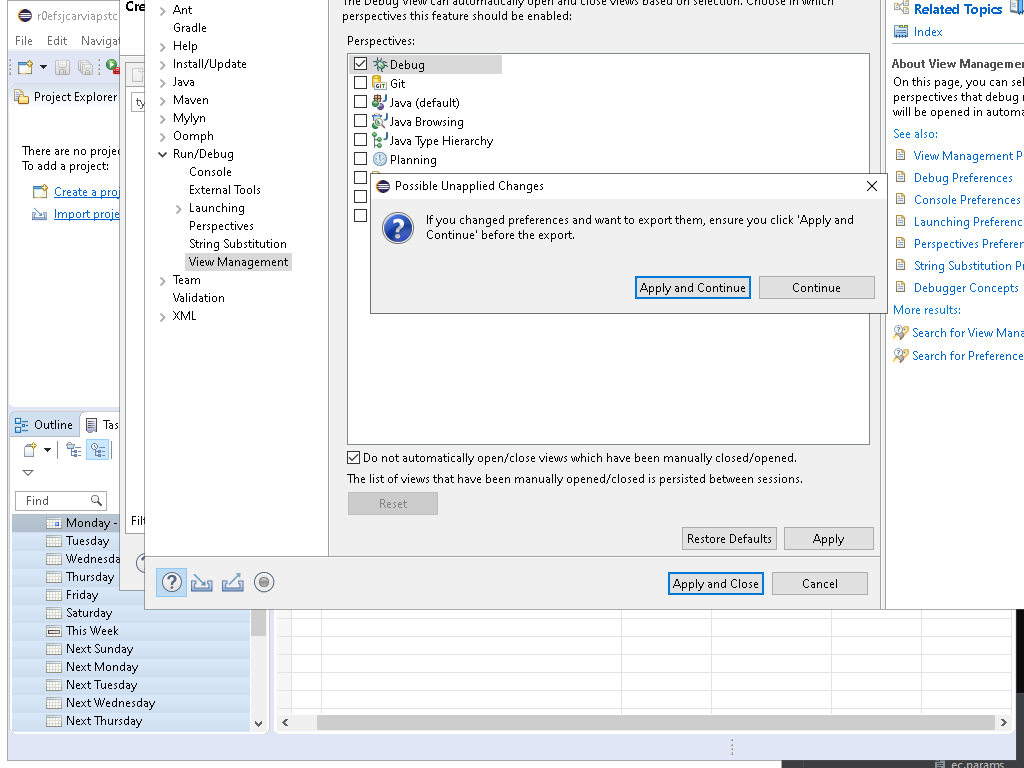 r0efsjcarviapstc
File Edit Navigat
Project Explorer
There are no projec
To add a project:
Create a proj
Import proje
Outline
Tas
Find
Monday -
Tuesday
Wednesda
Thursday
Friday
Saturday
This Week
Next Sunday
Next Monday
Next Tuesday
Next Wednesday
Next Thursday
Cre
ty
Filt
Ant
Gradle
Help
Install/Update
Java
Maven
Mylyn
Oomph
Run/Debug
Console
External Tools
Launching
Perspectives
String Substitution
View Management
Team
Validation
XML
The Debug View can automatically open and close views based on selection. Choose in which
perspectives this feature should be enabled:
Perspectives:
Debug
Git
Java (default)
Java Browsing
Java Type Hierarchy
Planning
Possible Unapplied Changes
If you changed preferences and want to export them, ensure you click 'Apply and
Continue' before the export.
Apply and Continue
Continue
Do not automatically open/close views which have been manually closed/opened.
The list of views that have been manually opened/closed is persisted between sessions.
Reset
Restore Defaults
Apply
Apply and Close
Cancel
Related Topics
Index
About View Managemen
On this page, you can sel
perspectives that debug
will be opened in automa
See also:
View Management P
Debug Preferences
Console Preferences
Launching Preferenc
Perspectives Preferen
String Substitution Pr
Debugger Concepts
More results:
Search for View Mana
Search for Preference
ec.params